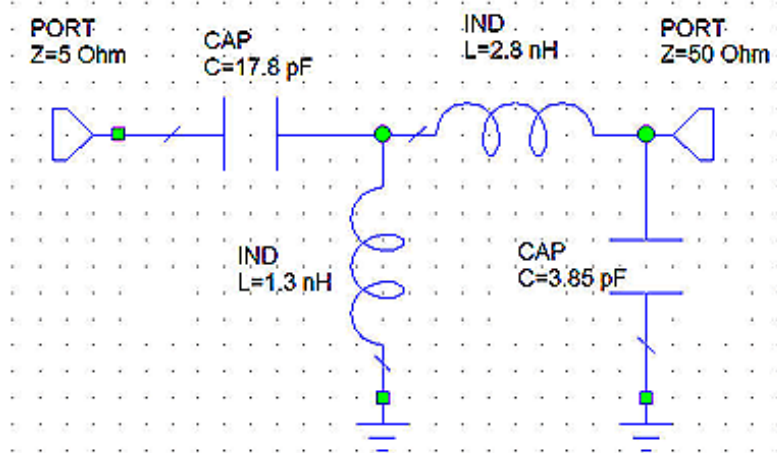 PORT
Z=5 Ohm
CAP
C=17.8 pF
IND
L=2.8 nH
PORT
Z=50 Ohm
IND
L=1.3 nH
CAP
C=3.85 pF